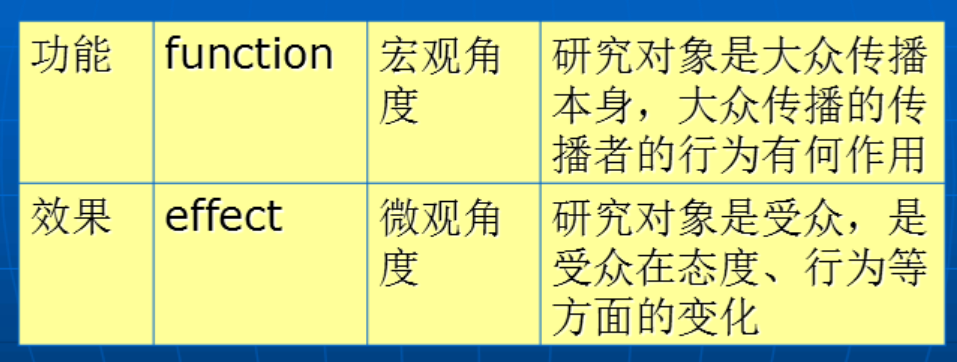 功能 function 宏观角 研究对象是大众传播
度 本身，大众传播的传
播者的行为有何作用
效果 effect 微观角 研究对象是受众，是
度 受众在态度、行为等
方面的变化